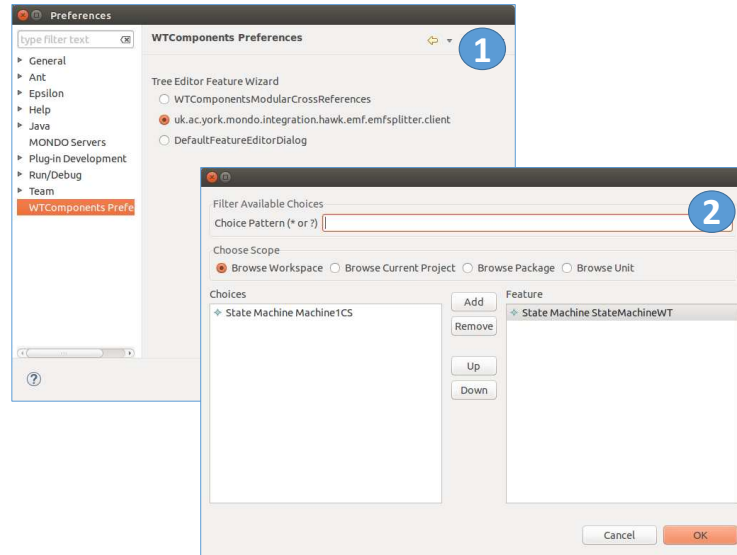 Preferences
type filter text
WTComponents Preferences
1
General
Ant
Epsilon
Help
Java
MONDO Servers
Plug-in Development
Run/Debug
Team
WTComponents Prefe
Tree Editor Feature Wizard
WTComponentsModularCrossReferences
uk.ac.york.mondo.integration.hawk.emf.emfsplitter.client
DefaultFeatureEditorDialog
?
2
Filter Available Choices
Choice Pattern (* or ?)
Choose Scope
Browse Workspace Browse Current Project Browse Package Browse Unit
Choices
State Machine Machine1CS
Add
Remove
Up
Down
Feature
State Machine StateMachineWT
Cancel OK